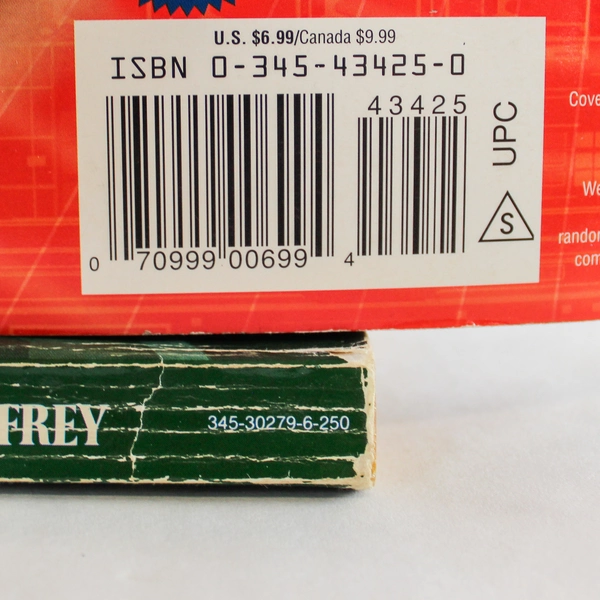 U.S. $6.99/Canada $9.99
ISBN 0-345-43425-0
43425
UPC
S
0 70999 00699 4
Cove
We
random
com
FREY
345-30279-6-250